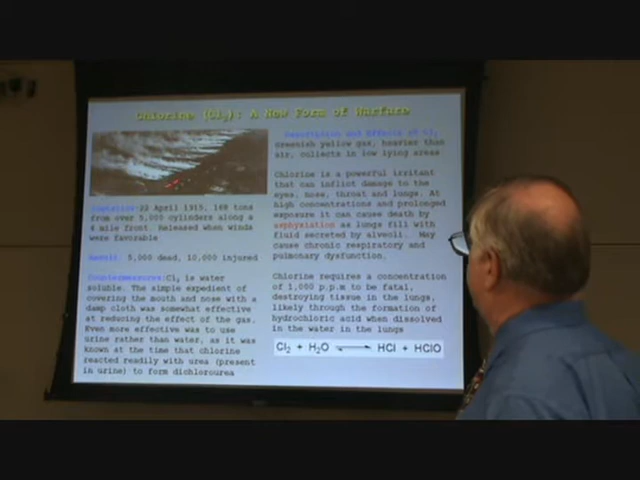 Chlorine (Cl2): A New Form of Warfare
22 April 1915, 168 tons
from over 5,000 cylinders along a
4 mile front. Released when winds
were favorable
Result: 5,000 dead, 10,000 injured
Countermeasures: Cl2 is water
soluble. The simple expedient of
covering the mouth and nose with a
damp cloth was somewhat effective
at reducing the effect of the gas.
Even more effective was to use
urine rather than water, as it was
known at the time that chlorine
reacted readily with urea (present
in urine) to form dichlorourea
Description and Effects of Cl2
greenish yellow gas, heavier than
air, collects in low lying areas
Chlorine is a powerful irritant
that can inflict damage to the
eyes, nose, throat and lungs. At
high concentrations and prolonged
exposure it can cause death by
asphyxiation as lungs fill with
fluid secreted by alveoli. May
cause chronic respiratory and
pulmonary dysfunction.
Chlorine requires a concentration
of 1,000 p.p.m to be fatal,
destroying tissue in the lungs,
likely through the formation of
hydrochloric acid when dissolved
in the water in the lungs
Cl2 + H2O ⇌ HCl + HClO